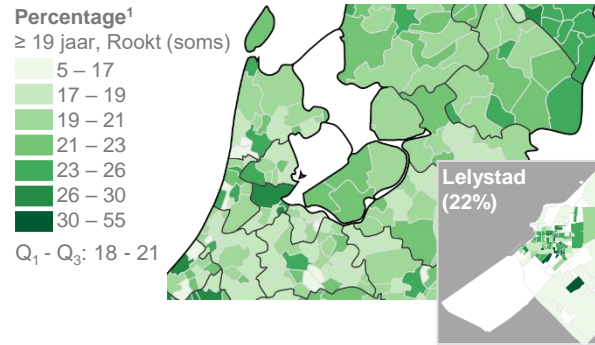 Percentage¹
≥ 19 jaar, Rookt (soms)
5 – 17
17 – 19
19 – 21
21 – 23
23 – 26
26 – 30
30 – 55
Q₁ - Q₃: 18 - 21
Lelystad
(22%)